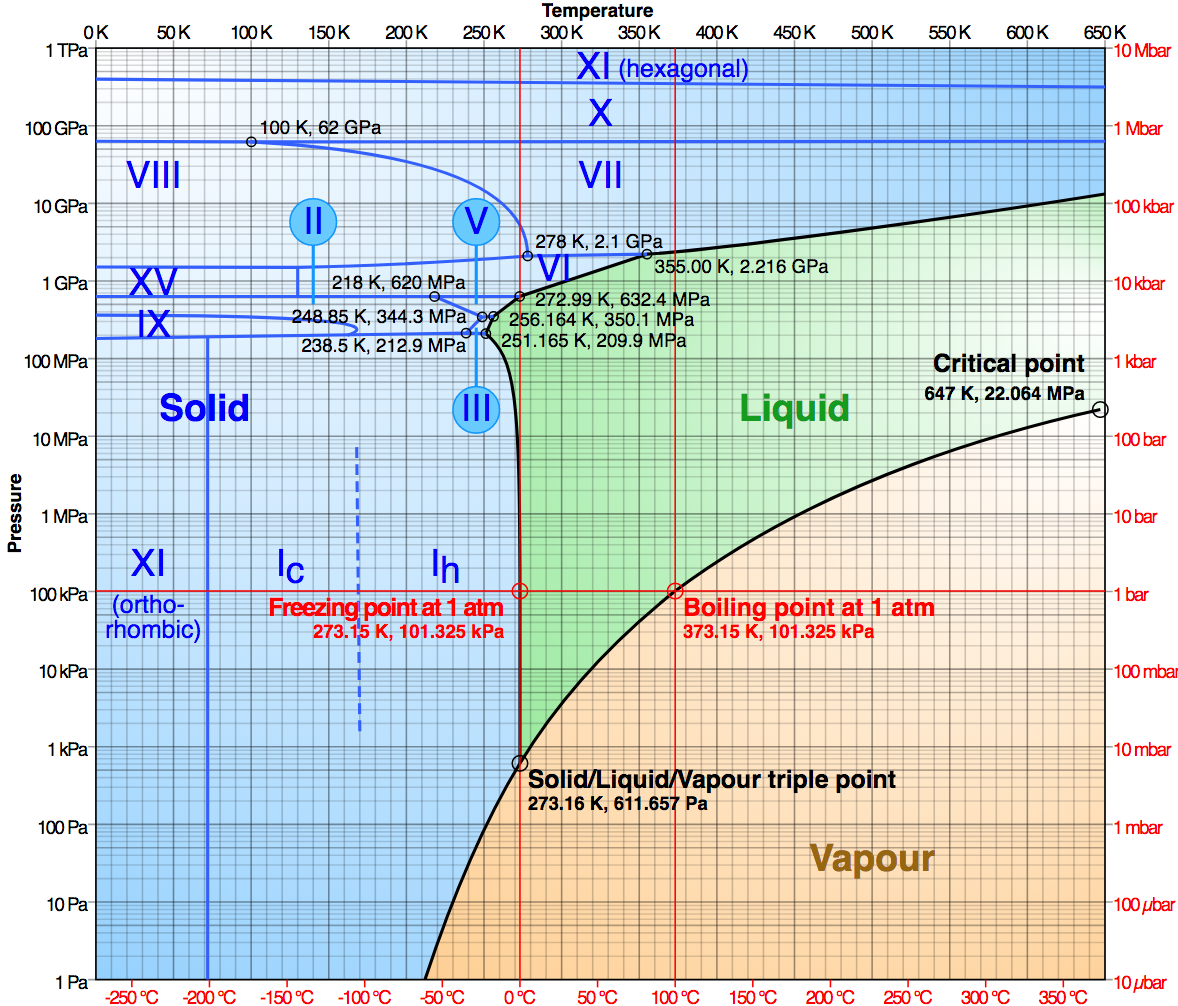 Temperature
0 K 50 K 100 K 150 K 200 K 250 K 300 K 350 K 400 K 450 K 500 K 550 K 600 K 650 K
1 TPa
10 Mbar
XI (hexagonal)
X
100 K, 62 GPa
100 GPa
1 Mbar
VIII
VII
10 GPa
100 kbar
II
V
278 K, 2.1 GPa
VI
355.00 K, 2.216 GPa
1 GPa
10 kbar
XV
218 K, 620 MPa
272.99 K, 632.4 MPa
248.85 K, 344.3 MPa
256.164 K, 350.1 MPa
IX
238.5 K, 212.9 MPa
251.165 K, 209.9 MPa
100 MPa
1 kbar
Critical point
647 K, 22.064 MPa
Solid
III
Liquid
10 MPa
100 bar
Pressure
1 MPa
10 bar
XI
(ortho-
rhombic)
Ic
Ih
100 kPa
1 bar
Freezing point at 1 atm
273.15 K, 101.325 kPa
Boiling point at 1 atm
373.15 K, 101.325 kPa
10 kPa
100 mbar
1 kPa
10 mbar
Solid/Liquid/Vapour triple point
273.16 K, 611.657 Pa
100 Pa
1 mbar
Vapour
10 Pa
100 µbar
1 Pa
10 µbar
-250 °C -200 °C -150 °C -100 °C -50 °C 0 °C 50 °C 100 °C 150 °C 200 °C 250 °C 300 °C 350 °C